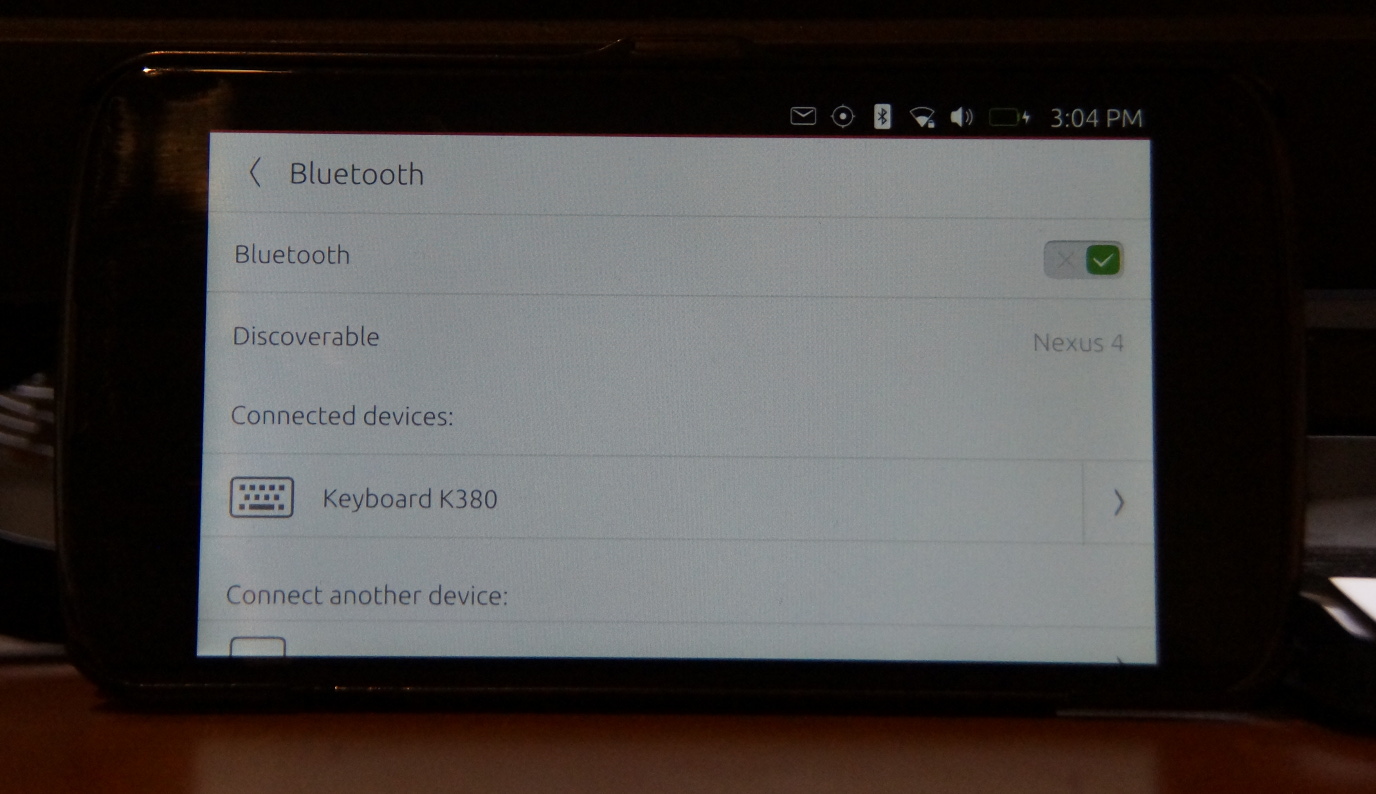 3:04 PM
Bluetooth
Bluetooth
Discoverable
Nexus 4
Connected devices:
Keyboard K380
Connect another device: